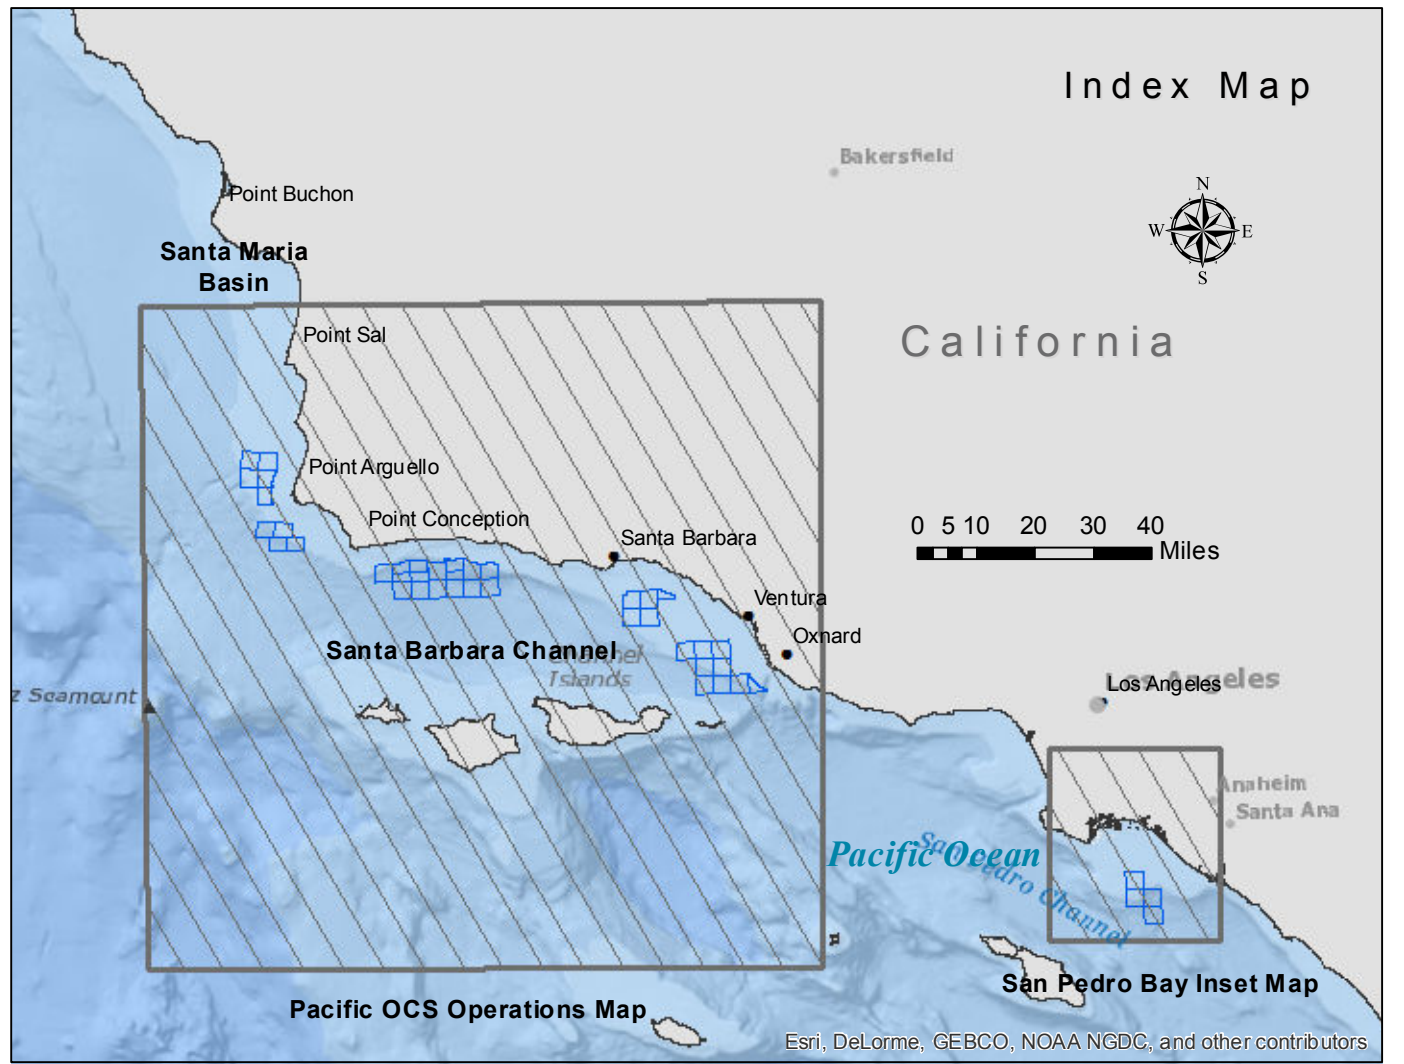 Index Map
Bakersfield
N
W E
S
Point Buchon
Santa Maria
Basin
California
Point Sal
Point Arguello
Point Conception
0 5 10 20 30 40
Miles
Santa Barbara
Ventura
Oxnard
Santa Barbara Channel
Channel
Islands
z Seamount
Los Angeles
Los Angeles
Anaheim
Santa Ana
Pacific Ocean
San Pedro Channel
San Pedro Bay Inset Map
Pacific OCS Operations Map
Esri, DeLorme, GEBCO, NOAA NGDC, and other contributors